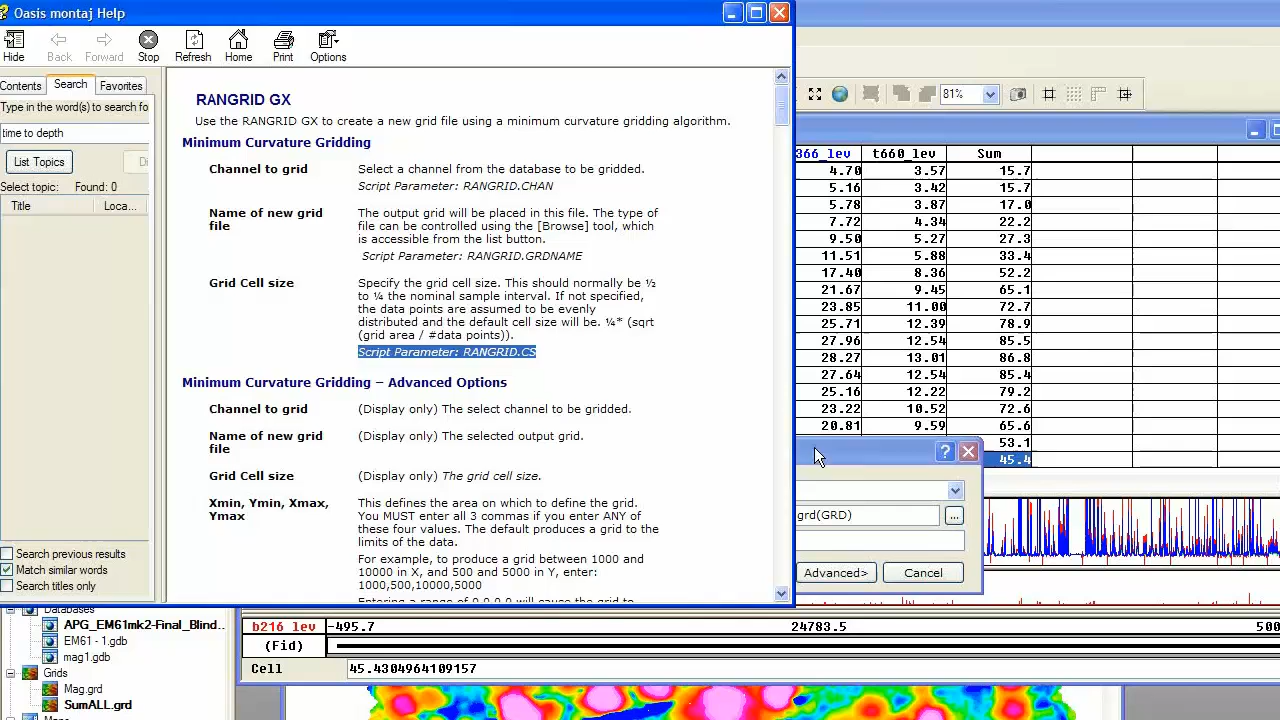 Oasis montaj Help
Hide Back Forward Stop Refresh Home Print Options
Contents Search Favorites
Type in the word(s) to search fo
time to depth
List Topics Di
Select topic: Found: 0
Title Loca...
Search previous results
Match similar words
Search titles only
RANGRID GX
Use the RANGRID GX to create a new grid file using a minimum curvature gridding algorithm.
Minimum Curvature Gridding
Channel to grid Select a channel from the database to be gridded.
Script Parameter: RANGRID.CHAN
Name of new grid The output grid will be placed in this file. The type of
file file can be controlled using the [Browse] tool, which
is accessible from the list button.
Script Parameter: RANGRID.GRDNAME
Grid Cell size Specify the grid cell size. This should normally be ½
to ¼ the nominal sample interval. If not specified,
the data points are assumed to be evenly
distributed and the default cell size will be. ¼* (sqrt
(grid area / #data points)).
Script Parameter: RANGRID.CS
Minimum Curvature Gridding – Advanced Options
Channel to grid (Display only) The select channel to be gridded.
Name of new grid (Display only) The selected output grid.
file
Grid Cell size (Display only) The grid cell size.
Xmin, Ymin, Xmax, This defines the area on which to define the grid.
Ymax You MUST enter all 3 commas if you enter ANY of
these four values. The default produces a grid to the
limits of the data.
For example, to produce a grid between 1000 and
10000 in X, and 500 and 5000 in Y, enter:
1000,500,10000,5000
81%
366_lev t660_lev Sum
4.70 3.57 15.7
5.16 3.42 15.7
5.78 3.87 17.0
7.72 4.34 22.2
9.50 5.27 27.3
11.51 5.88 33.4
17.40 8.36 52.2
21.67 9.45 65.1
23.85 11.00 72.7
25.71 12.39 78.9
27.96 12.54 85.5
28.27 13.01 86.8
27.64 12.54 85.4
25.16 12.22 79.2
23.22 10.52 72.6
20.81 9.59 65.6
53.1
45.4
grd(GRD) ...
Advanced> Cancel
Databases
APG_EM61mk2-Final_Blind..
EM61 - 1.gdb
mag1.gdb
Grids
Mag.grd
SumALL.grd
b216_lev -495.7 24783.5 500
(Fid)
Cell 45.4304964109157